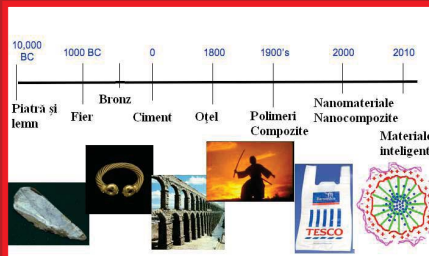 10,000
BC
1000 BC
0
1800
1900's
2000
2010
Piatră și
lemn
Fier
Bronz
Ciment
Oțel
Polimeri
Compozite
Nanomateriale
Nanocompozite
Materiale
inteligent
TESCO